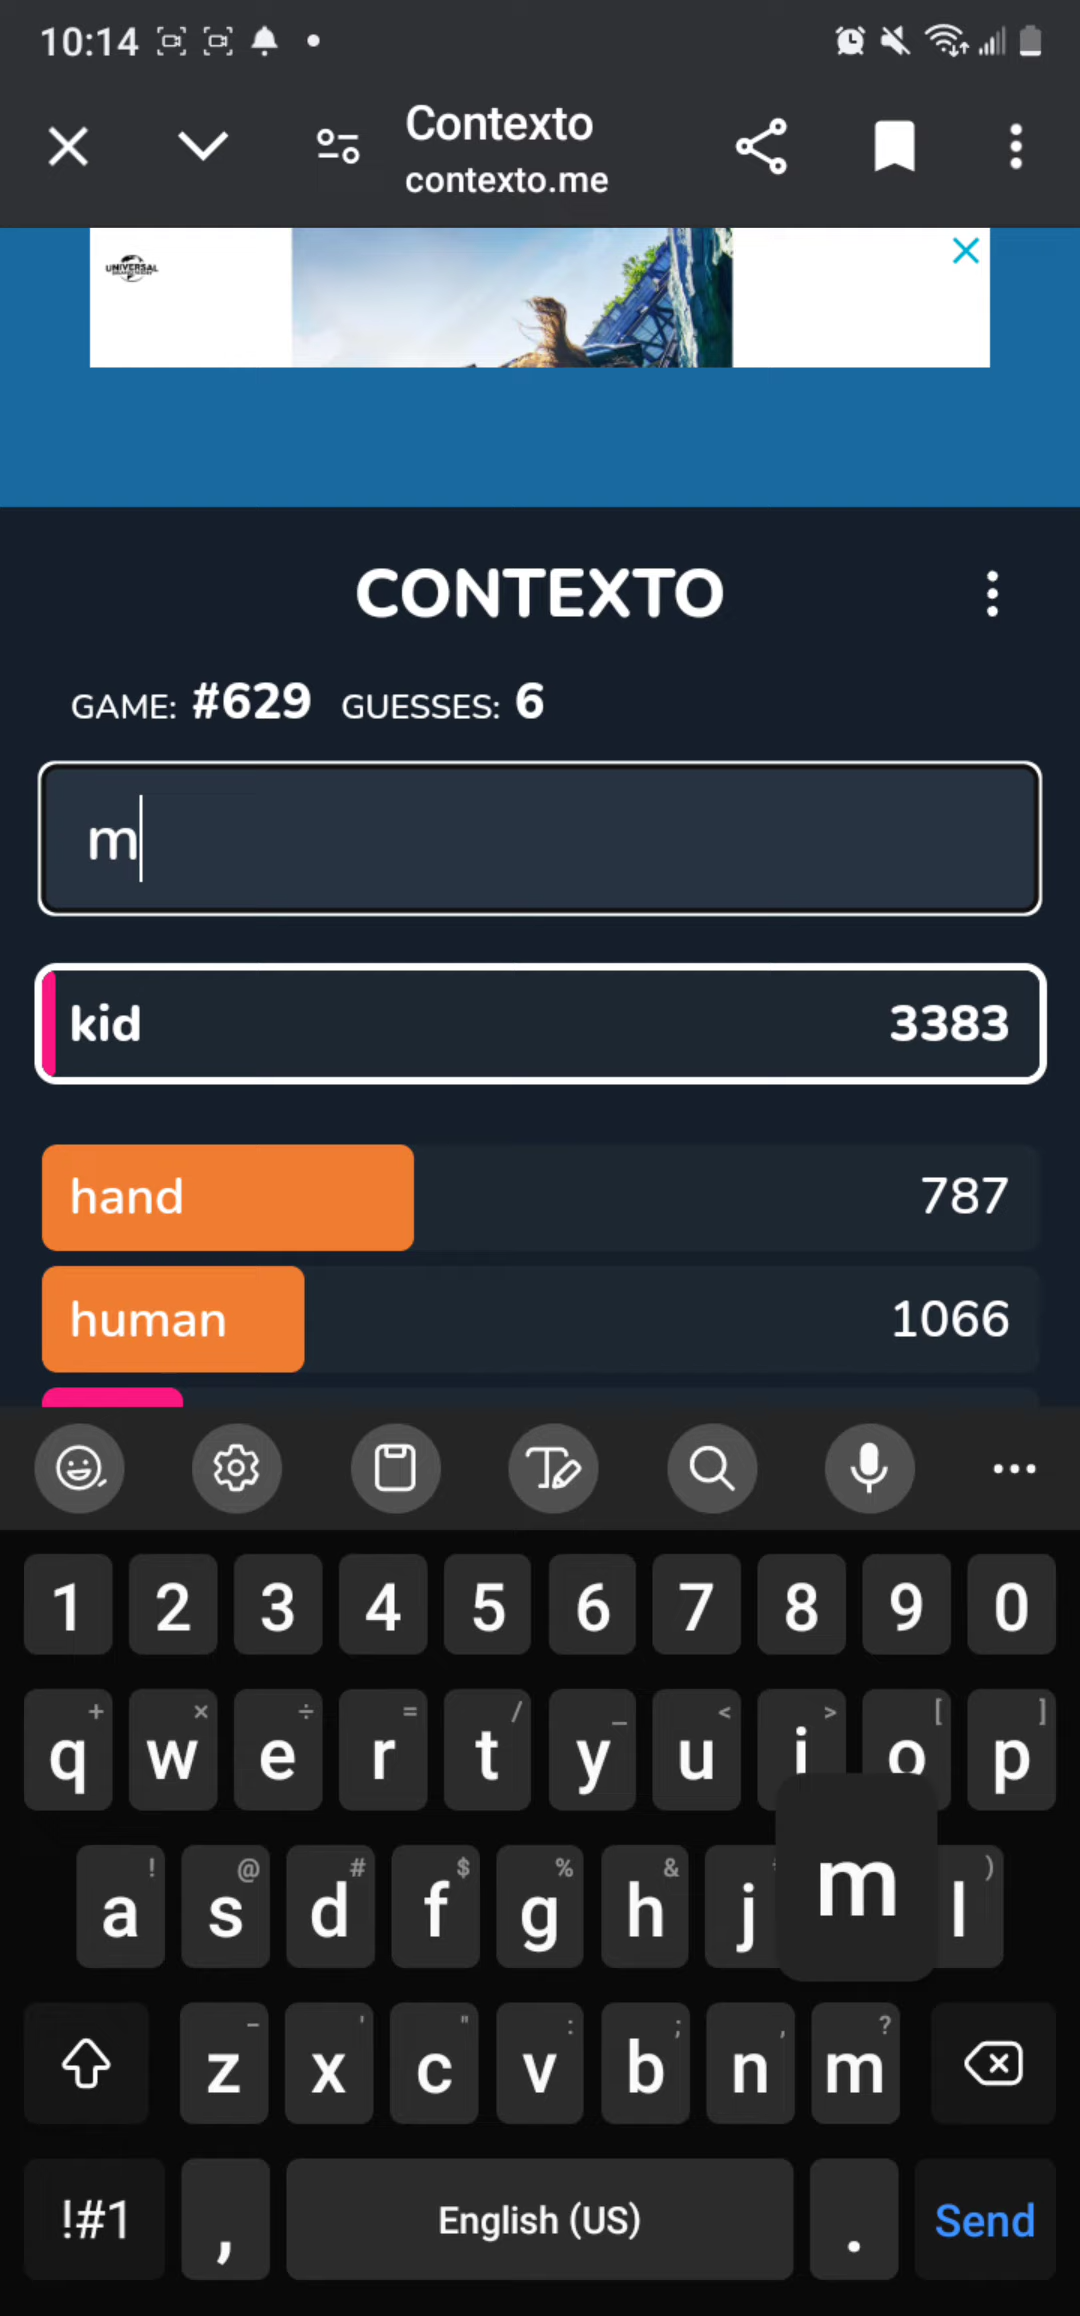 10:14
Contexto
contexto.me
UNIVERSAL
CONTEXTO
GAME: #629 GUESSES: 6
m
kid 3383
hand 787
human 1066
1 2 3 4 5 6 7 8 9 0
+ × ÷ = / _ < > [ ]
q w e r t y u i o p
! @ # $ % & )
a s d f g h j m l
- ' " : ; , ?
z x c v b n m
!#1 , English (US) . Send